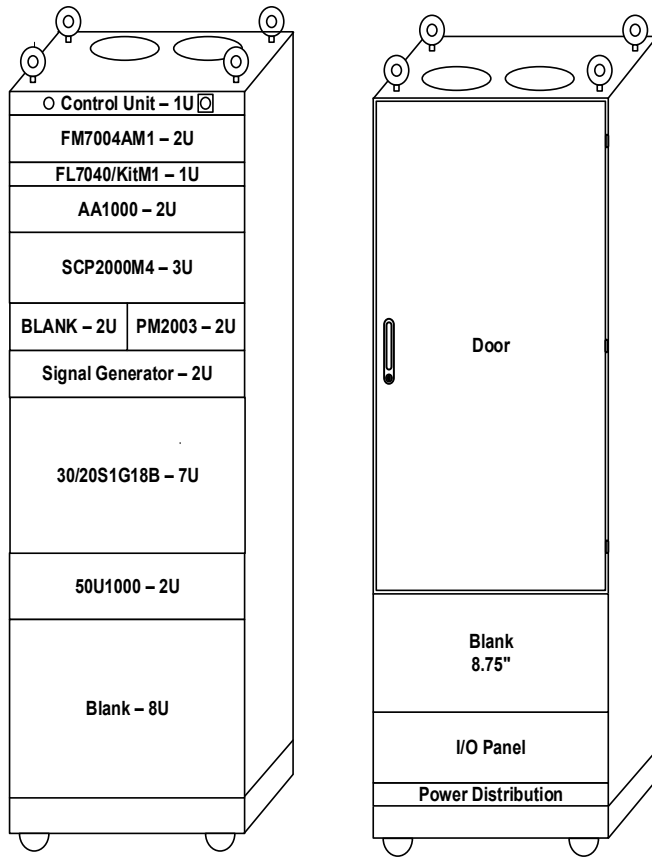 Control Unit – 1U
FM7004AM1 – 2U
FL7040/KitM1 – 1U
AA1000 – 2U
SCP2000M4 – 3U
BLANK – 2U
PM2003 – 2U
Signal Generator – 2U
30/20S1G18B – 7U
50U1000 – 2U
Blank – 8U
Door
Blank
8.75"
I/O Panel
Power Distribution